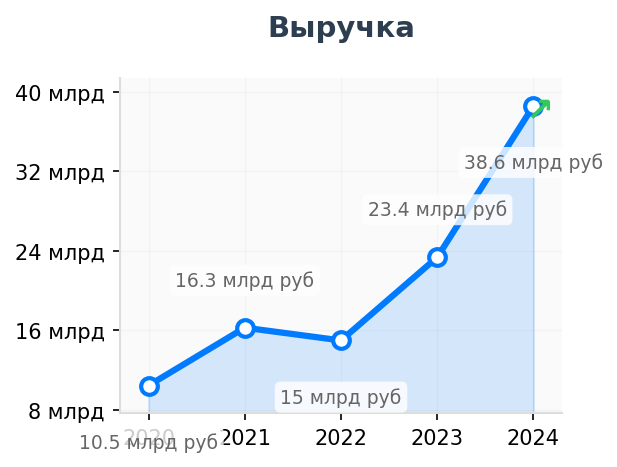 Выручка
40 млрд
38.6 млрд руб
32 млрд
23.4 млрд руб
24 млрд
16.3 млрд руб
16 млрд
15 млрд руб
8 млрд
10.5 млрд руб
2020 2021 2022 2023 2024